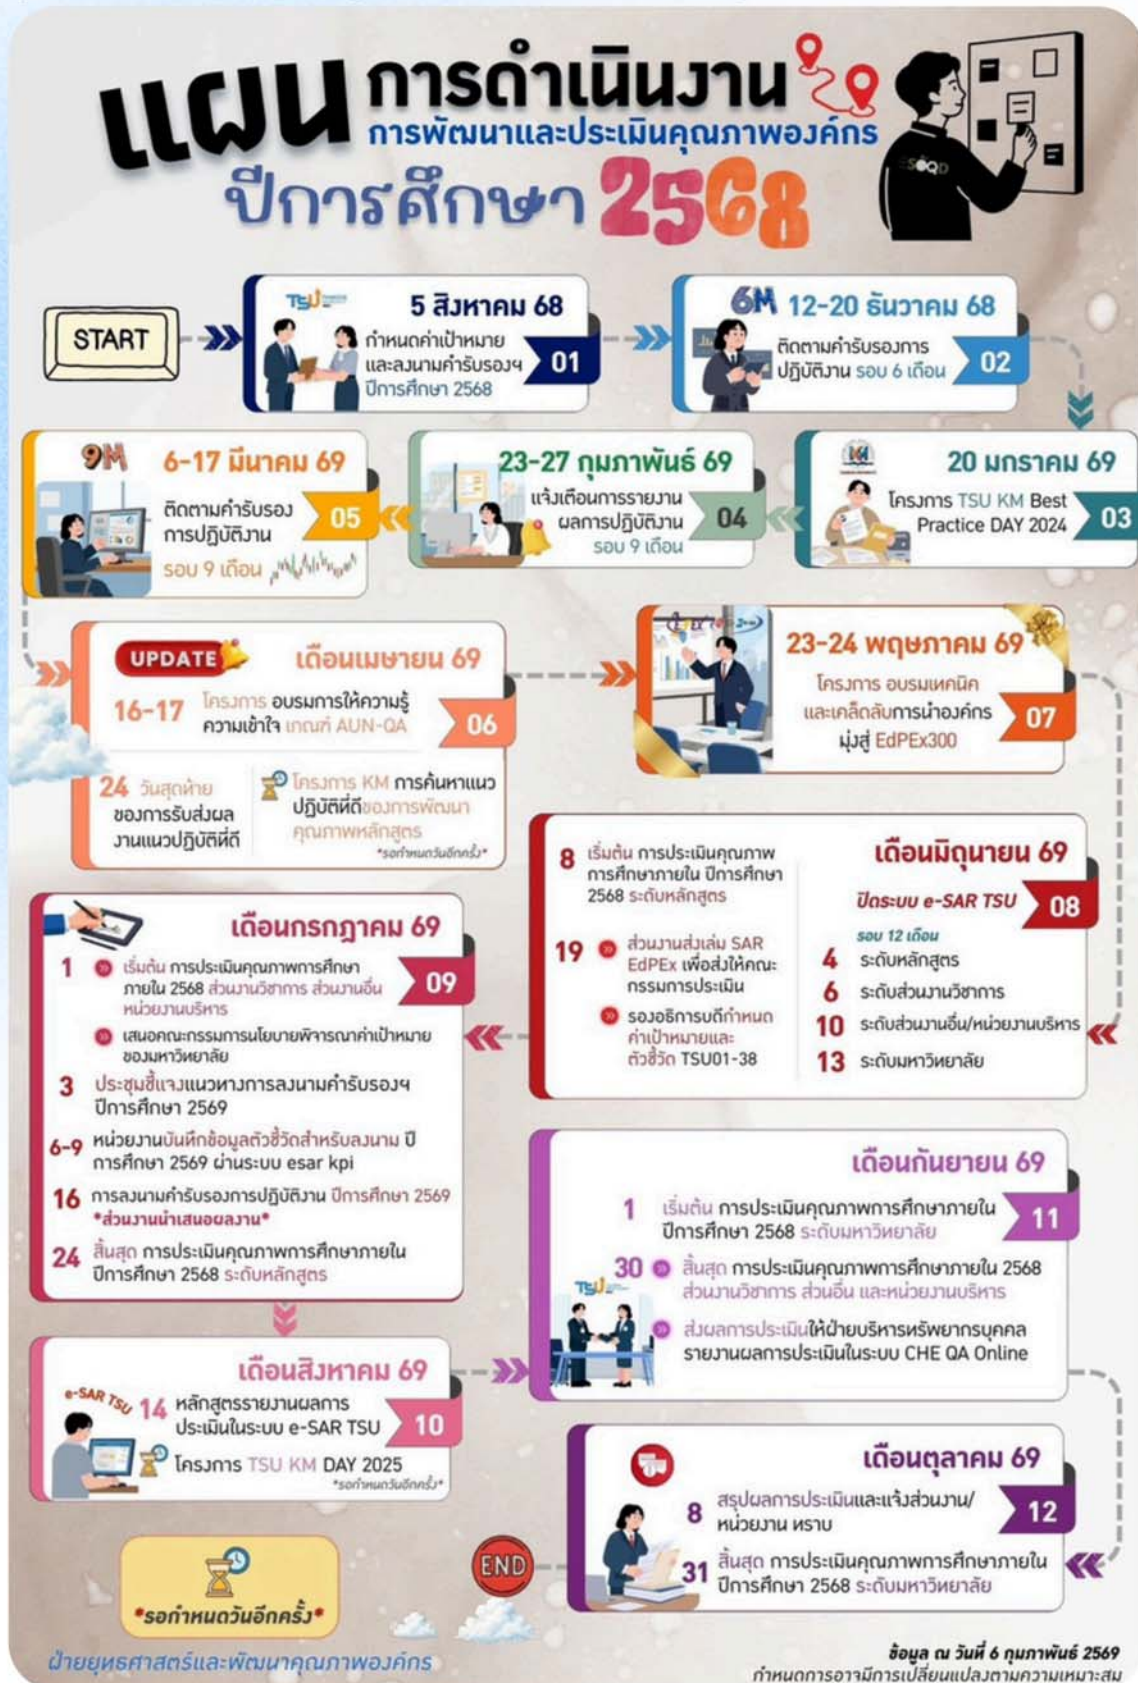 แผน การดำเนินงาน
การพัฒนาและประเมินคุณภาพองค์กร
ปีการศึกษา 2568
SOQD
START
TSU
5 สิงหาคม 68
กำหนดค่าเป้าหมาย
และลงนามคำรับรองฯ
ปีการศึกษา 2568
01
6M 12-20 ธันวาคม 68
ติดตามคำรับรองการ
ปฏิบัติงาน รอบ 6 เดือน
02
20 มกราคม 69
โครงการ TSU KM Best
Practice DAY 2024
03
23-27 กุมภาพันธ์ 69
แจ้งเตือนการรายงาน
ผลการปฏิบัติงาน
รอบ 9 เดือน
04
9M 6-17 มีนาคม 69
ติดตามคำรับรอง
การปฏิบัติงาน
รอบ 9 เดือน
05
UPDATE เดือนเมษายน 69
16-17 โครงการ อบรมการให้ความรู้
ความเข้าใจ เกณฑ์ AUN-QA
06
24 วันสุดท้าย
ของการรับส่งผล
งานแนวปฏิบัติที่ดี
โครงการ KM การค้นหาแนว
ปฏิบัติที่ดีของการพัฒนา
คุณภาพหลักสูตร
*รอกำหนดวันอีกครั้ง*
23-24 พฤษภาคม 69
โครงการ อบรมเทคนิค
และเคล็ดลับการนำองค์กร
มุ่งสู่ EdPEx300
07
เดือนมิถุนายน 69
ปิดระบบ e-SAR TSU
08
รอบ 12 เดือน
4 ระดับหลักสูตร
6 ระดับส่วนงานวิชาการ
10 ระดับส่วนงานอื่น/หน่วยงานบริหาร
13 ระดับมหาวิทยาลัย
8 เริ่มต้น การประเมินคุณภาพ
การศึกษาภายใน ปีการศึกษา
2568 ระดับหลักสูตร
19 ส่วนงานส่งเล่ม SAR
EdPEx เพื่อส่งให้คณะ
กรรมการประเมิน
รองอธิการบดีกำหนด
ค่าเป้าหมายและ
ตัวชี้วัด TSU01-38
เดือนกรกฎาคม 69
1 เริ่มต้น การประเมินคุณภาพการศึกษา
ภายใน 2568 ส่วนงานวิชาการ ส่วนงานอื่น
หน่วยงานบริหาร
09
เสนอคณะกรรมการนโยบายพิจารณาค่าเป้าหมาย
ของมหาวิทยาลัย
3 ประชุมชี้แจงแนวทางการลงนามคำรับรองฯ
ปีการศึกษา 2569
6-9 หน่วยงานบันทึกข้อมูลตัวชี้วัดสำหรับลงนาม ปี
การศึกษา 2569 ผ่านระบบ esar kpi
16 การลงนามคำรับรองการปฏิบัติงาน ปีการศึกษา 2569
*ส่วนงานนำเสนอผลงาน*
24 สิ้นสุด การประเมินคุณภาพการศึกษาภายใน
ปีการศึกษา 2568 ระดับหลักสูตร
เดือนสิงหาคม 69
e-SAR TSU
14 หลักสูตรรายงานผลการ
ประเมินในระบบ e-SAR TSU
10
โครงการ TSU KM DAY 2025
*รอกำหนดวันอีกครั้ง*
เดือนกันยายน 69
1 เริ่มต้น การประเมินคุณภาพการศึกษาภายใน
ปีการศึกษา 2568 ระดับมหาวิทยาลัย
11
30 สิ้นสุด การประเมินคุณภาพการศึกษาภายใน 2568
ส่วนงานวิชาการ ส่วนอื่น และหน่วยงานบริหาร
TSU
ส่งผลการประเมินให้ฝ่ายบริหารทรัพยากรบุคคล
รายงานผลการประเมินในระบบ CHE QA Online
เดือนตุลาคม 69
8 สรุปผลการประเมินและแจ้งส่วนงาน/
หน่วยงาน ทราบ
12
31 สิ้นสุด การประเมินคุณภาพการศึกษาภายใน
ปีการศึกษา 2568 ระดับมหาวิทยาลัย
END
*รอกำหนดวันอีกครั้ง*
ฝ่ายยุทธศาสตร์และพัฒนาคุณภาพองค์กร
ข้อมูล ณ วันที่ 6 กุมภาพันธ์ 2569
กำหนดการอาจมีการเปลี่ยนแปลงตามความเหมาะสม